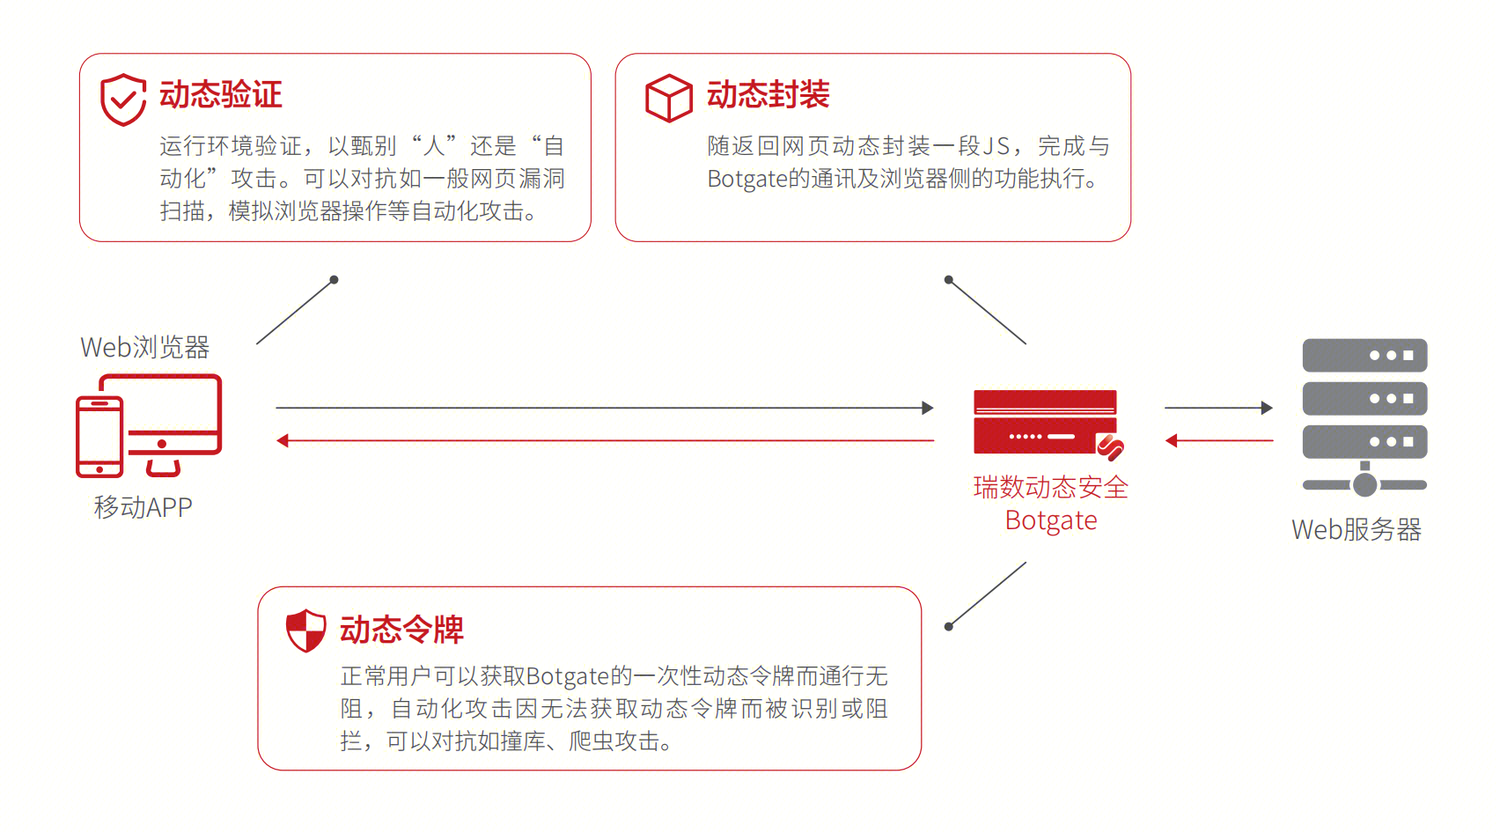 动态验证
运行环境验证，以甄别“人”还是“自
动化”攻击。可以对抗如一般网页漏洞
扫描，模拟浏览器操作等自动化攻击。
动态封装
随返回网页动态封装一段JS，完成与
Botgate的通讯及浏览器侧的功能执行。
Web浏览器
移动APP
瑞数动态安全
Botgate
Web服务器
动态令牌
正常用户可以获取Botgate的一次性动态令牌而通行无
阻，自动化攻击因无法获取动态令牌而被识别或阻
拦，可以对抗如撞库、爬虫攻击。